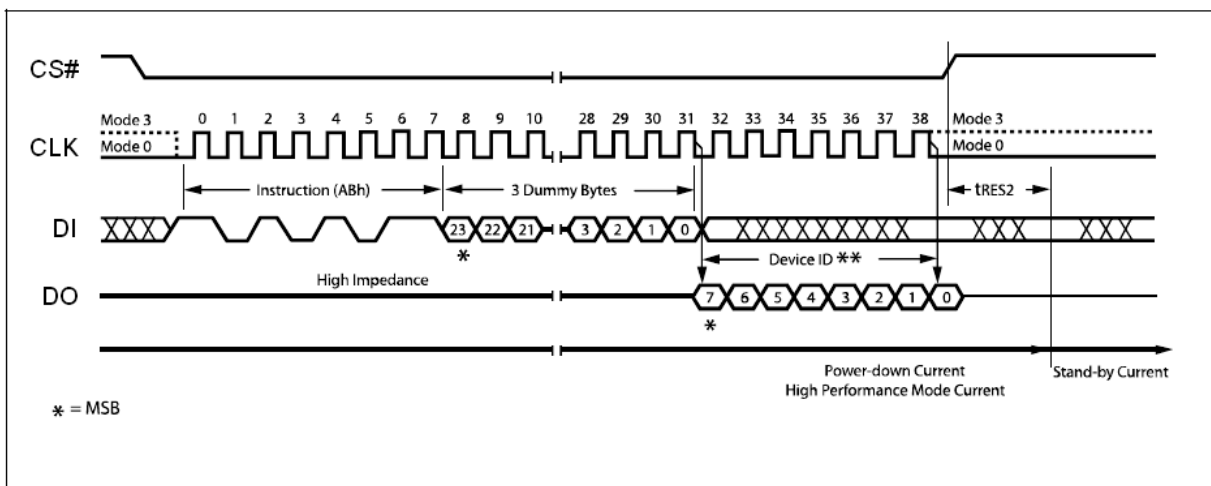 CS#
Mode 3 0 1 2 3 4 5 6 7 8 9 10 28 29 30 31 32 33 34 35 36 37 38 Mode 3
CLK Mode 0 Mode 0
Instruction (ABh) 3 Dummy Bytes tRES2
DI 23 22 21 3 2 1 0
* Device ID **
High Impedance
DO 7 6 5 4 3 2 1 0
*
Power-down Current Stand-by Current
High Performance Mode Current
* = MSB